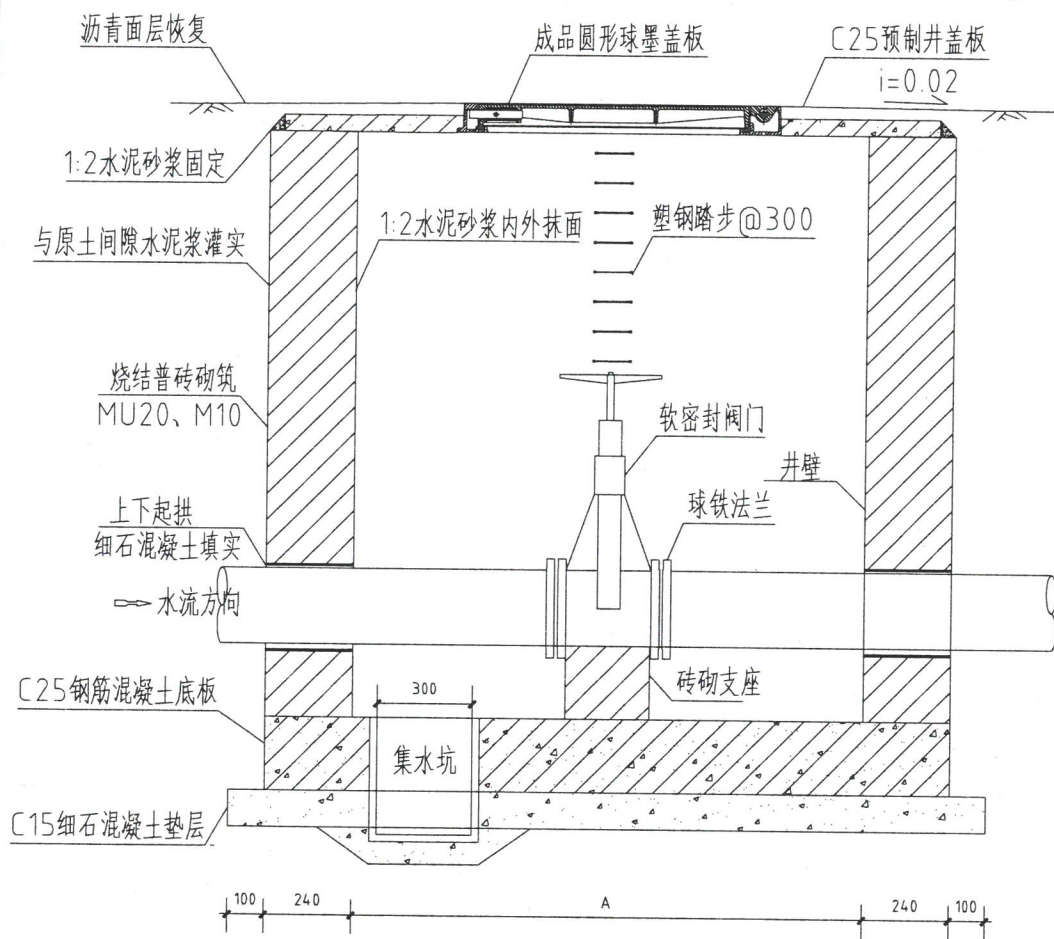 沥青面层恢复
成品圆形球墨盖板
C25预制井盖板
i=0.02
1:2水泥砂浆固定
1:2水泥砂浆内外抹面
塑钢踏步@300
与原土间隙水泥浆灌实
烧结普砖砌筑
MU20、M10
软密封阀门
井壁
上下起拱
细石混凝土填实
球铁法兰
水流方向
C25钢筋混凝土底板
300
砖砌支座
集水坑
C15细石混凝土垫层
100
240
A
240
100